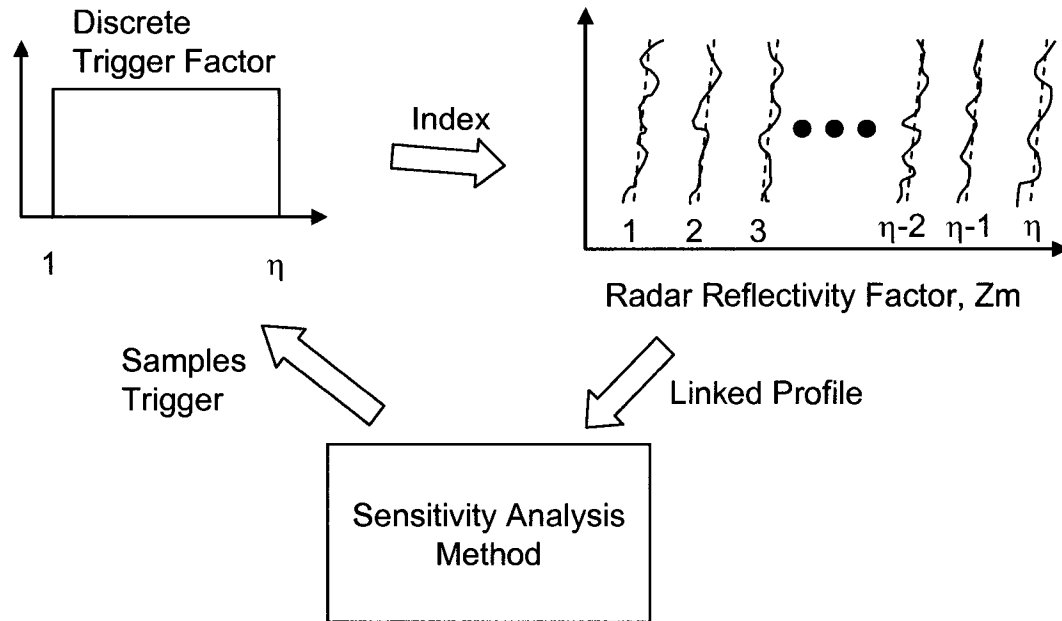 Discrete
Trigger Factor
1
η
Index
1 2 3 η-2 η-1 η
Radar Reflectivity Factor, Zm
Samples
Trigger
Linked Profile
Sensitivity Analysis
Method